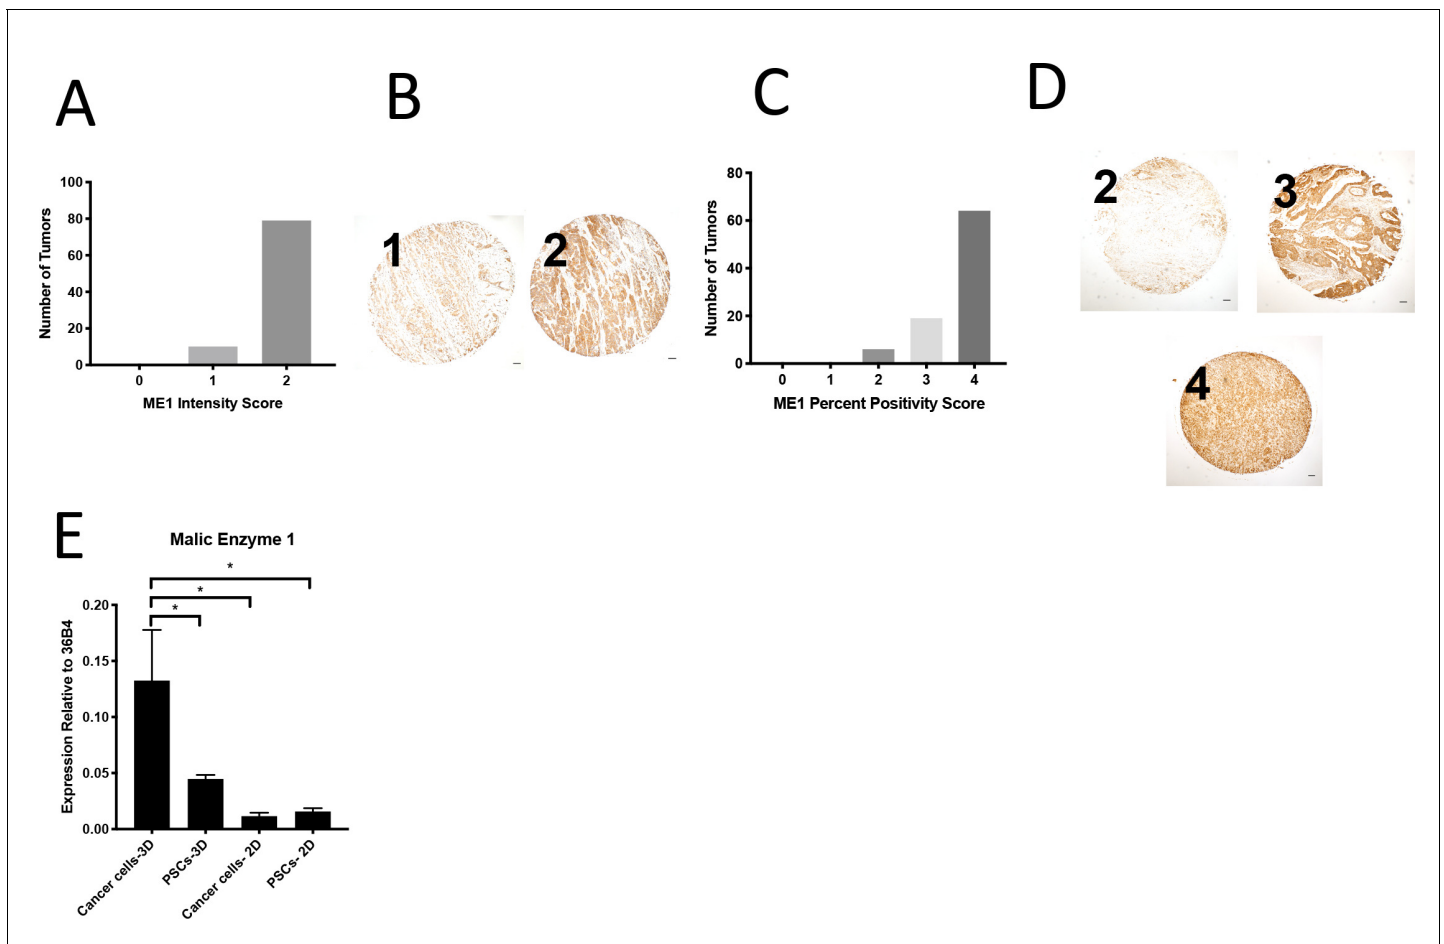 A
B
C
D
100
80
60
40
20
0
Number of Tumors
0 1 2
ME1 Intensity Score
1
2
80
60
40
20
0
Number of Tumors
0 1 2 3 4
ME1 Percent Positivity Score
2
3
4
E
Malic Enzyme 1
*
*
*
0.20
0.15
0.10
0.05
0.00
Expression Relative to 36B4
Cancer cells-3D
PSCs-3D
Cancer cells- 2D
PSCs- 2D